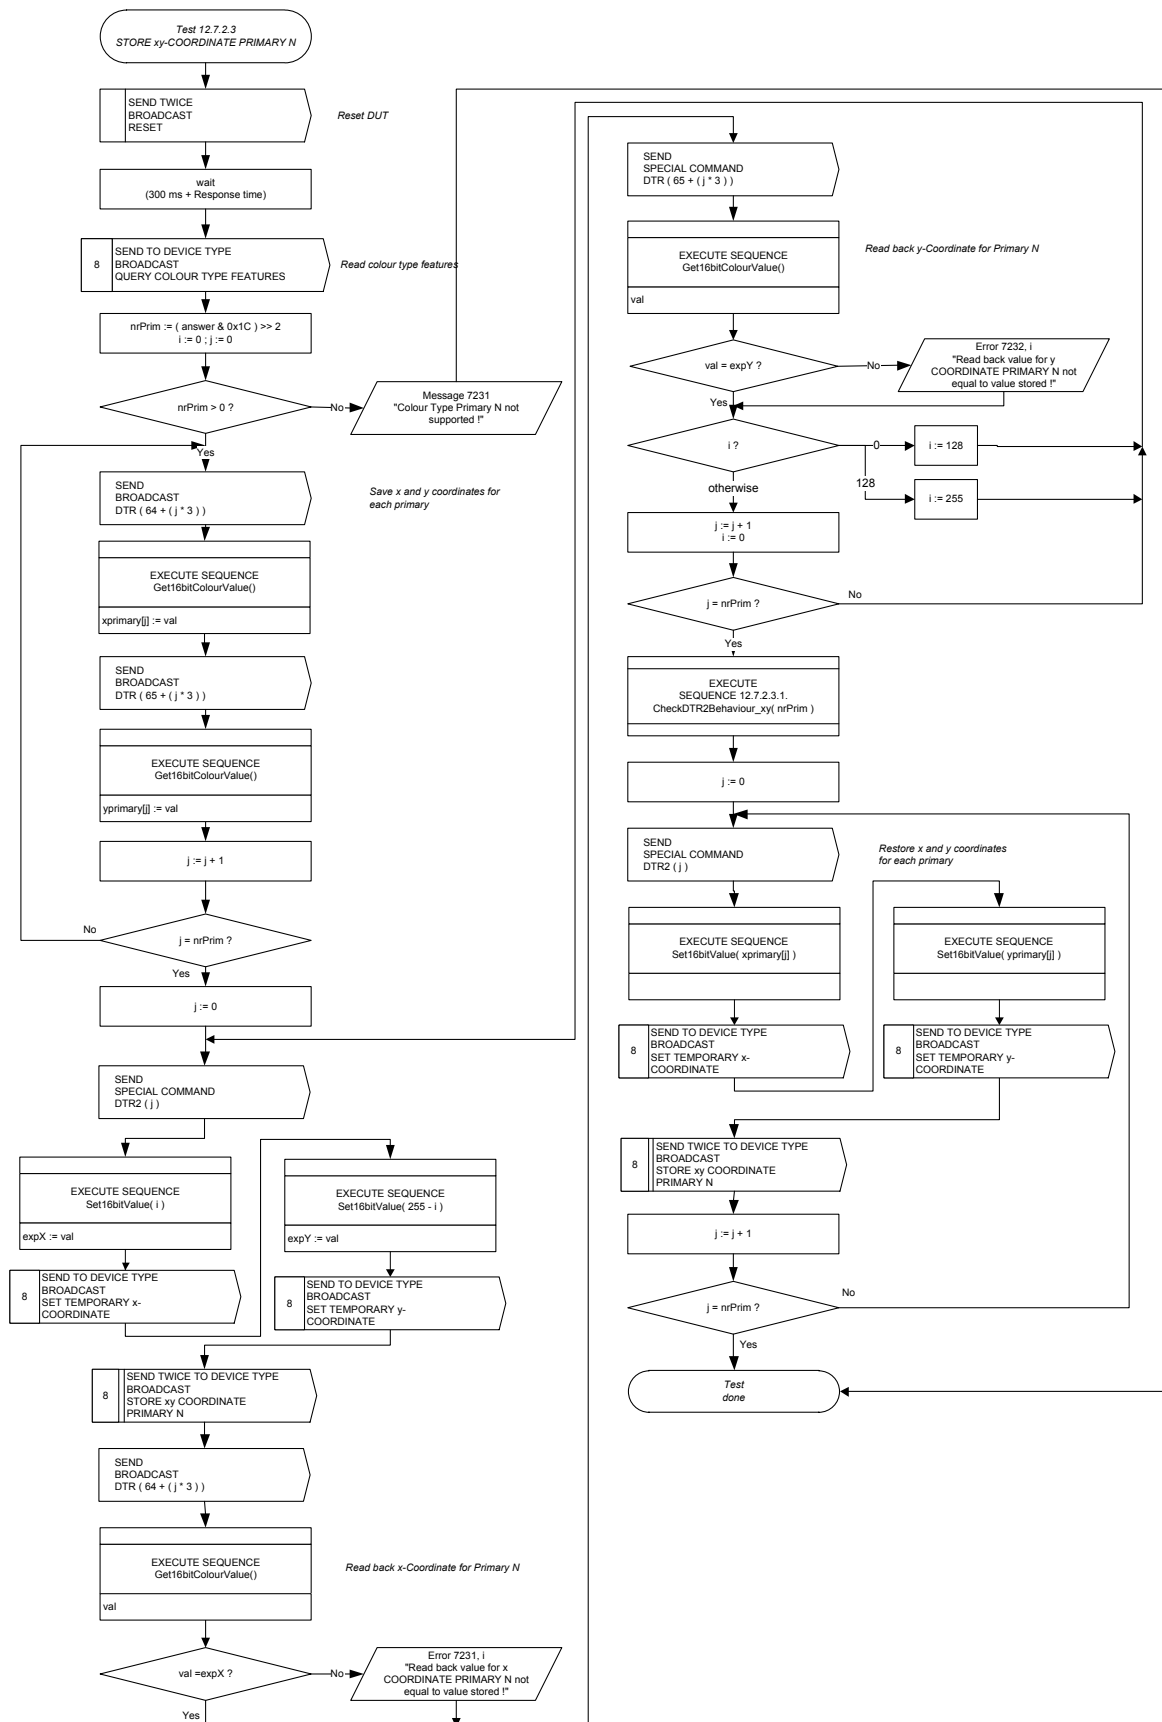 Test 12.7.2.3
STORE xy-COORDINATE PRIMARY N
SEND TWICE
BROADCAST
RESET
Reset DUT
wait
(300 ms + Response time)
8
SEND TO DEVICE TYPE
BROADCAST
QUERY COLOUR TYPE FEATURES
Read colour type features
nrPrim := ( answer & 0x1C ) >> 2
i := 0 ; j := 0
nrPrim > 0 ?
No
Message 7231
"Colour Type Primary N not
supported !"
Yes
SEND
BROADCAST
DTR ( 64 + ( j * 3 ) )
Save x and y coordinates for
each primary
EXECUTE SEQUENCE
Get16bitColourValue()
xprimary[j] := val
SEND
BROADCAST
DTR ( 65 + ( j * 3 ) )
EXECUTE SEQUENCE
Get16bitColourValue()
yprimary[j] := val
j := j + 1
j = nrPrim ?
No
Yes
j := 0
SEND
SPECIAL COMMAND
DTR2 ( j )
EXECUTE SEQUENCE
Set16bitValue( i )
expX := val
8
SEND TO DEVICE TYPE
BROADCAST
SET TEMPORARY x-
COORDINATE
EXECUTE SEQUENCE
Set16bitValue( 255 - i )
expY := val
8
SEND TO DEVICE TYPE
BROADCAST
SET TEMPORARY y-
COORDINATE
8
SEND TWICE TO DEVICE TYPE
BROADCAST
STORE xy COORDINATE
PRIMARY N
SEND
BROADCAST
DTR ( 64 + ( j * 3 ) )
EXECUTE SEQUENCE
Get16bitColourValue()
val
Read back x-Coordinate for Primary N
val =expX ?
No
Error 7231, i
"Read back value for x
COORDINATE PRIMARY N not
equal to value stored !"
Yes
SEND
SPECIAL COMMAND
DTR ( 65 + ( j * 3 ) )
EXECUTE SEQUENCE
Get16bitColourValue()
val
Read back y-Coordinate for Primary N
val = expY ?
No
Error 7232, i
"Read back value for y
COORDINATE PRIMARY N not
equal to value stored !"
Yes
i ?
0
i := 128
128
i := 255
otherwise
j := j + 1
i := 0
j = nrPrim ?
No
Yes
EXECUTE
SEQUENCE 12.7.2.3.1.
CheckDTR2Behaviour_xy( nrPrim )
j := 0
SEND
SPECIAL COMMAND
DTR2 ( j )
Restore x and y coordinates
for each primary
EXECUTE SEQUENCE
Set16bitValue( xprimary[j] )
EXECUTE SEQUENCE
Set16bitValue( yprimary[j] )
8
SEND TO DEVICE TYPE
BROADCAST
SET TEMPORARY x-
COORDINATE
8
SEND TO DEVICE TYPE
BROADCAST
SET TEMPORARY y-
COORDINATE
8
SEND TWICE TO DEVICE TYPE
BROADCAST
STORE xy COORDINATE
PRIMARY N
j := j + 1
j = nrPrim ?
No
Yes
Test
done